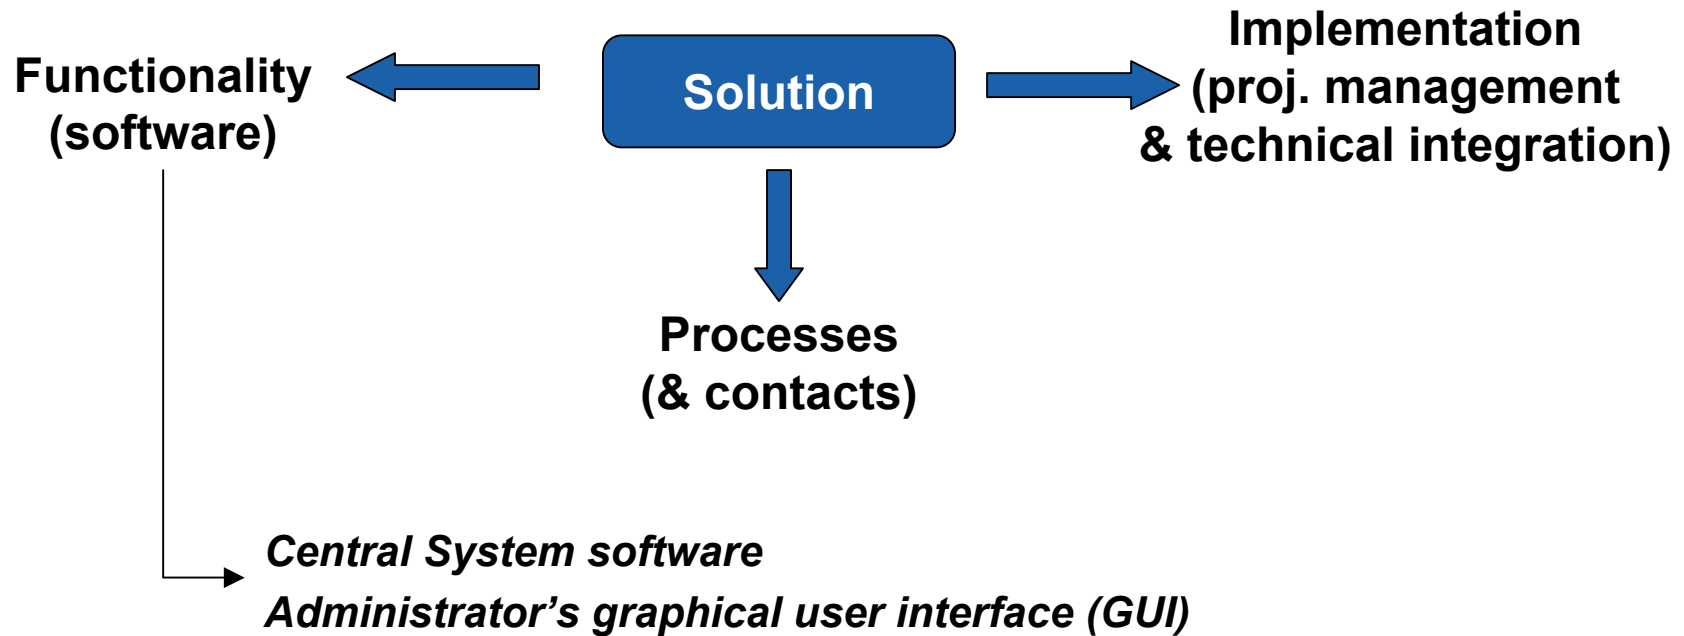 Functionality
(software)
Solution
Implementation
(proj. management
& technical integration)
Processes
(& contacts)
Central System software
Administrator’s graphical user interface (GUI)